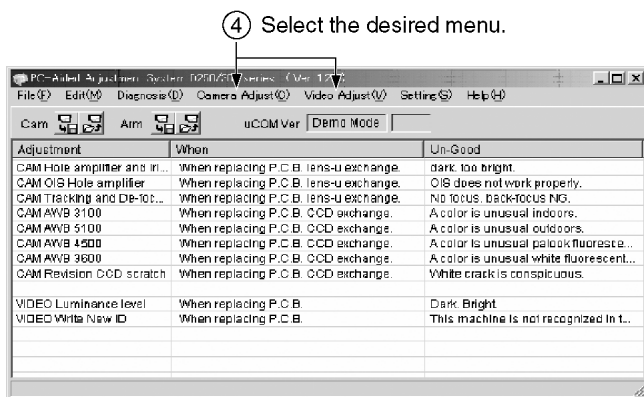 ④ Select the desired menu.
PC-Aided Adjustment System D250/ series (Ver 1.2
File(F) Edit(M) Diagnosis(D) Camera Adjust(C) Video Adjust(V) Setting(S) Help(H)
Cam Arm uCOM Ver Demo Mode
Adjustment When Un-Good
CAM Hole amplifier and Iri... When replacing P.C.B. lens-u exchange. dark. too bright.
CAM OIS Hole amplifier When replacing P.C.B. lens-u exchange. OIS does not work properly.
CAM Tracking and De-foc... When replacing P.C.B. lens-u exchange. No focus. back-focus NG.
CAM AWB 3100 When replacing P.C.B. CCD exchange. A color is unusual indoors.
CAM AWB 5100 When replacing P.C.B. CCD exchange. A color is unusual outdoors.
CAM AWB 4500 When replacing P.C.B. CCD exchange. A color is unusual palook fluoresce...
CAM AWB 3600 When replacing P.C.B. CCD exchange. A color is unusual white fluorescent...
CAM Revision CCD scratch When replacing P.C.B. CCD exchange. White crack is conspicuous.
VIDEO Luminance level When replacing P.C.B. Dark. Bright.
VIDEO Write New ID When replacing P.C.B. This machine is not recognized in t...